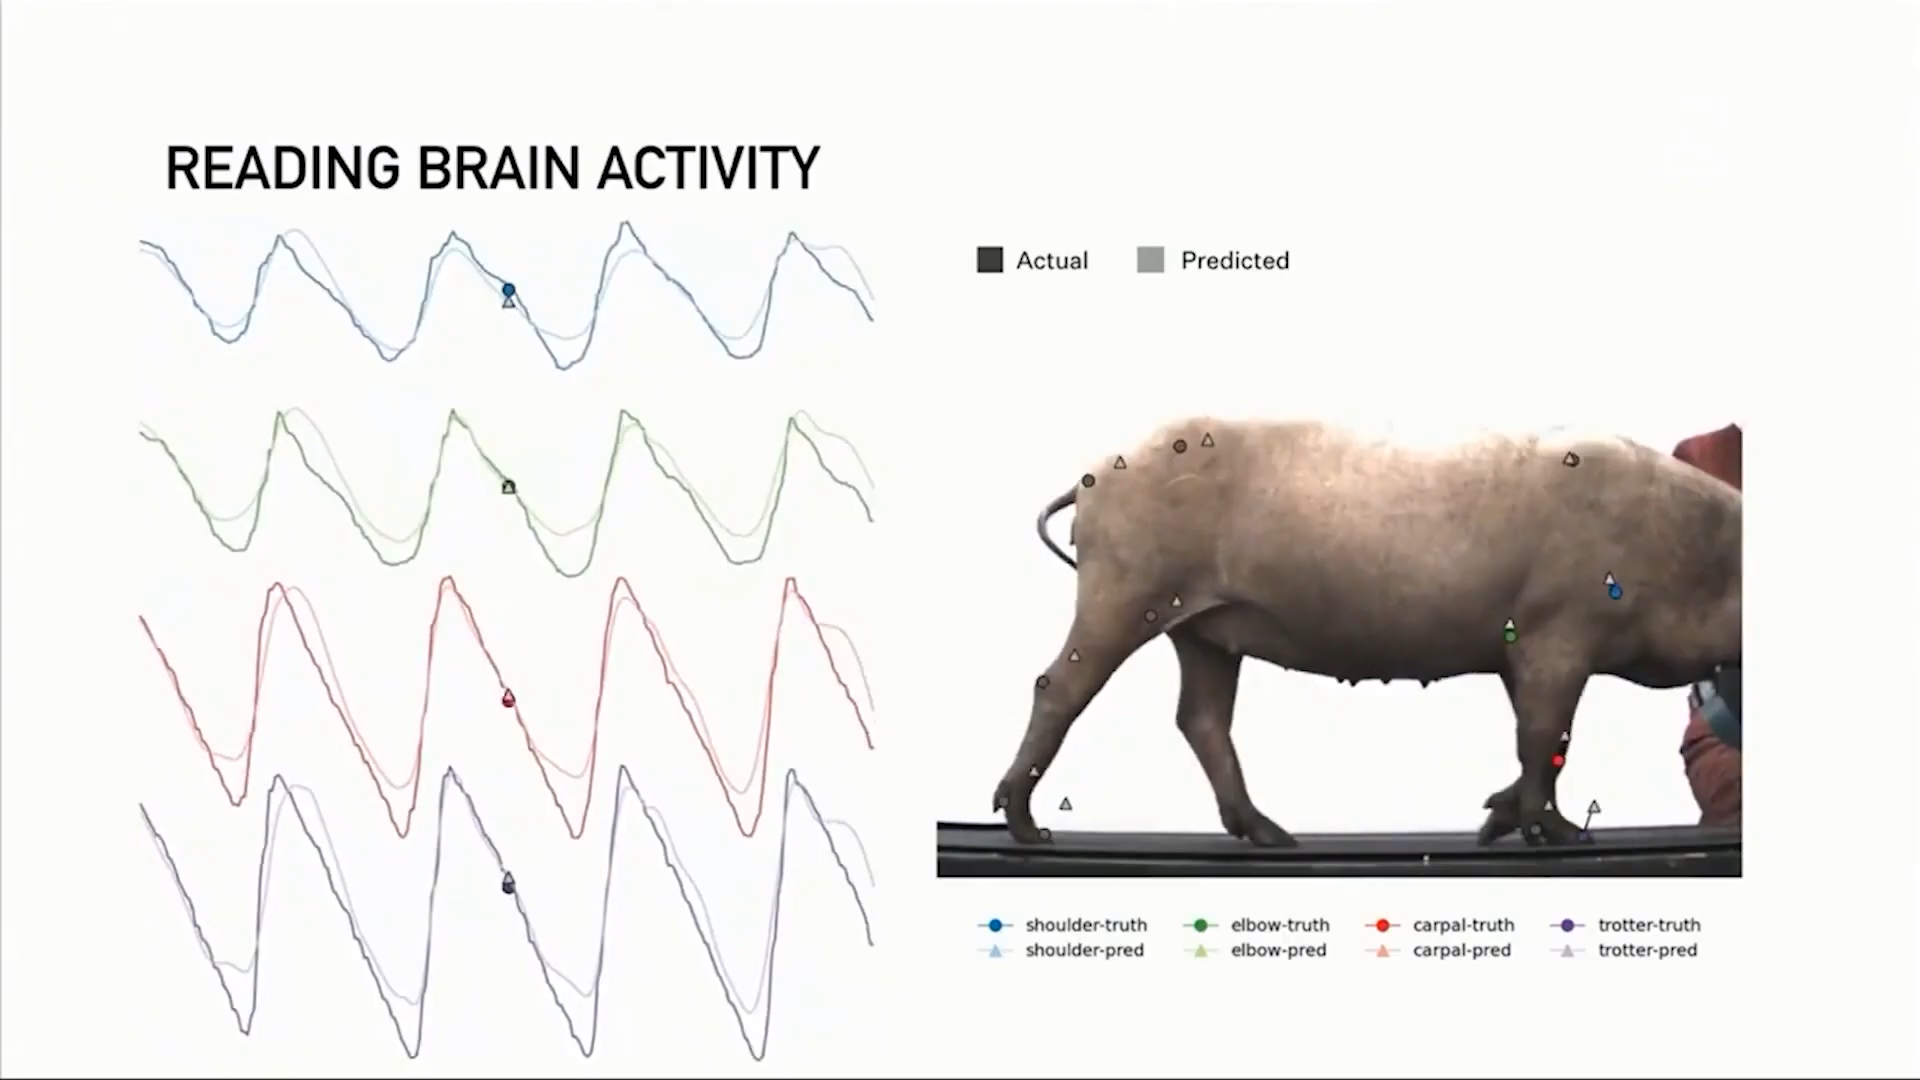 READING BRAIN ACTIVITY
Actual Predicted
shoulder-truth elbow-truth carpal-truth trotter-truth
shoulder-pred elbow-pred carpal-pred trotter-pred